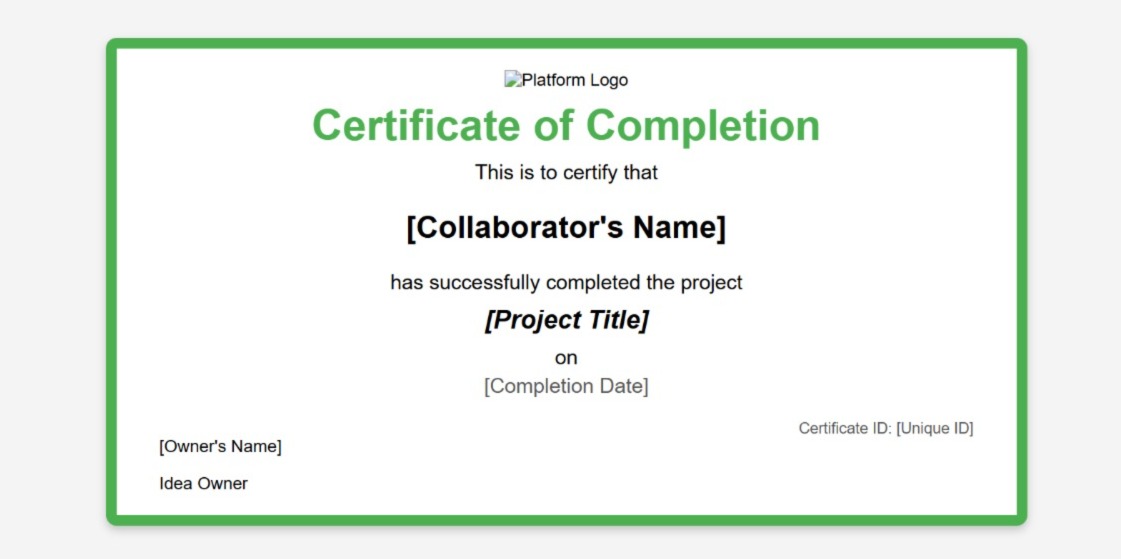 Platform Logo
Certificate of Completion
This is to certify that
[Collaborator's Name]
has successfully completed the project
[Project Title]
on
[Completion Date]
Certificate ID: [Unique ID]
[Owner's Name]
Idea Owner